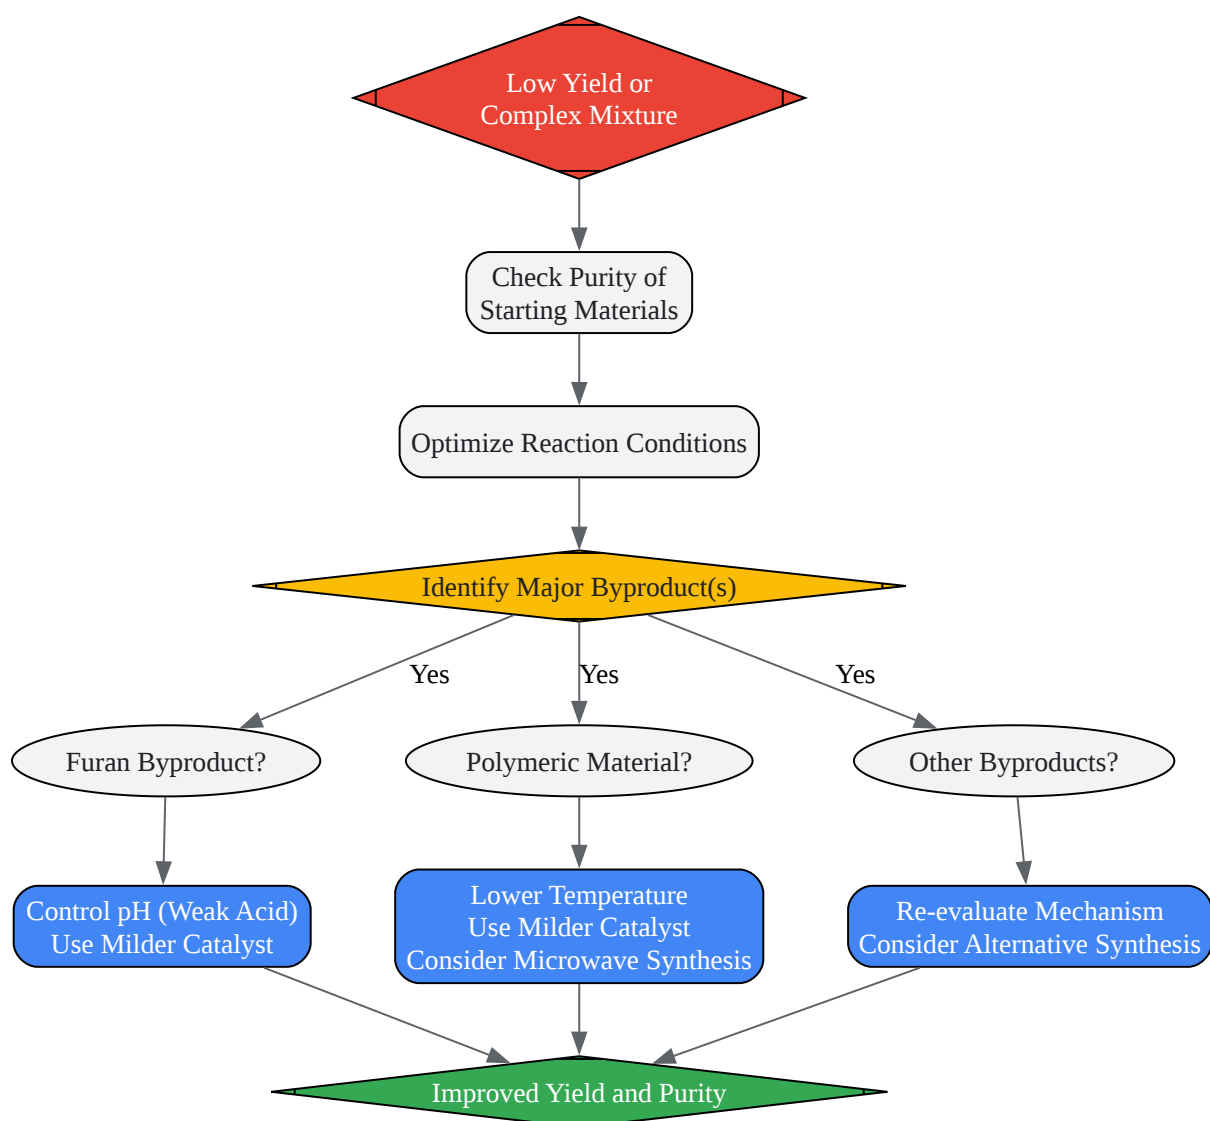 Low Yield or
Complex Mixture
Check Purity of
Starting Materials
Optimize Reaction Conditions
Identify Major Byproduct(s)
Yes
Yes
Yes
Furan Byproduct?
Polymeric Material?
Other Byproducts?
Control pH (Weak Acid)
Use Milder Catalyst
Lower Temperature
Use Milder Catalyst
Consider Microwave Synthesis
Re-evaluate Mechanism
Consider Alternative Synthesis
Improved Yield and Purity